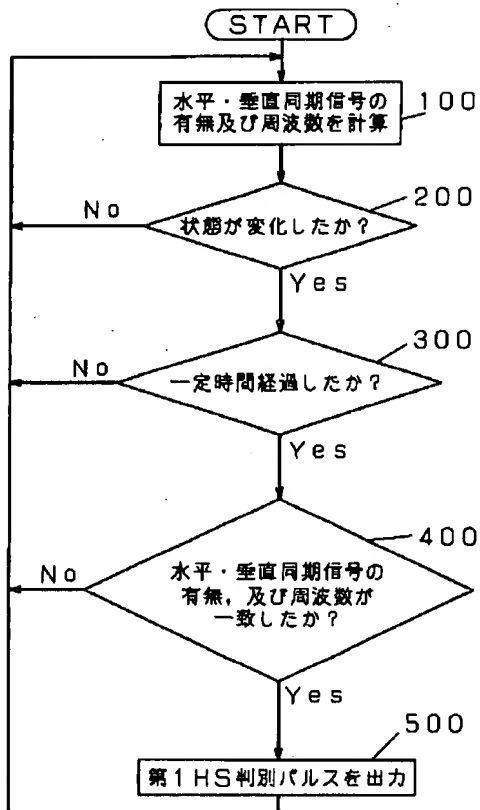 START
水平・垂直同期信号の
有無及び周波数を計算
100
200
No
状態が変化したか？
Yes
300
No
一定時間経過したか？
Yes
400
No
水平・垂直同期信号の
有無，及び周波数が
一致したか？
Yes
500
第1HS判別パルスを出力